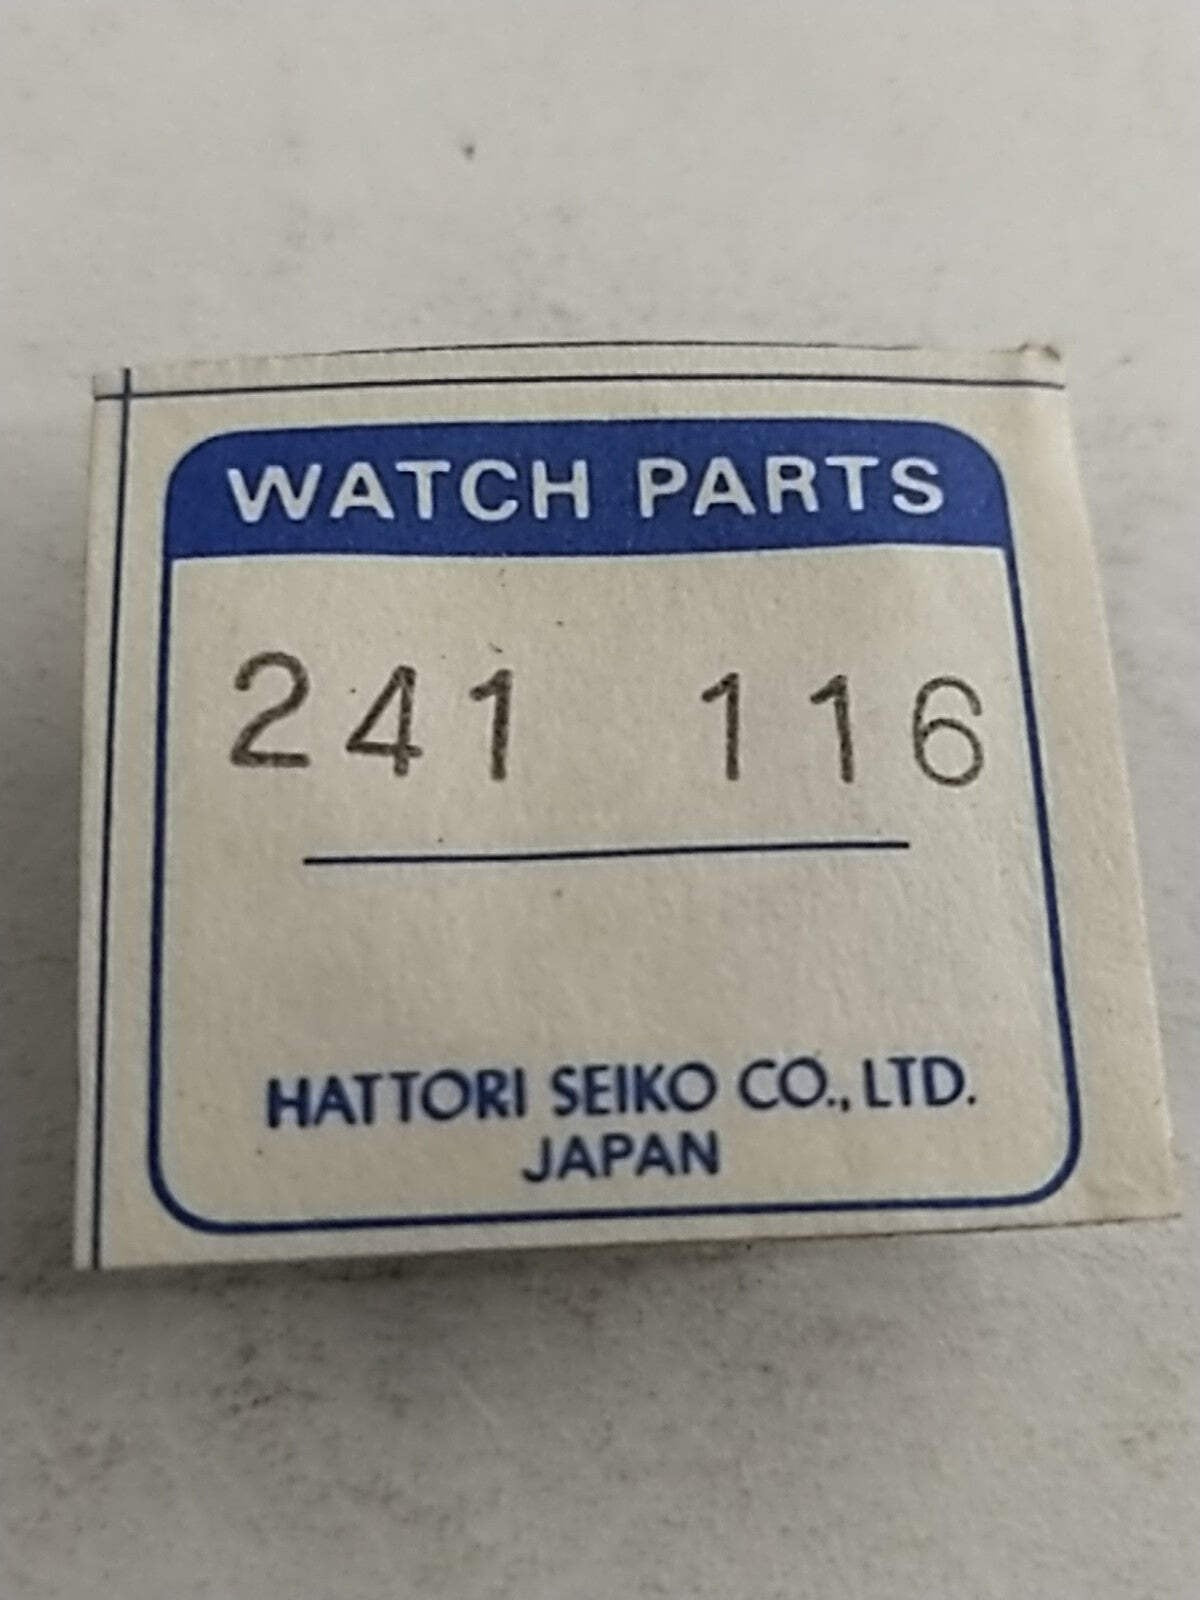 WATCH PARTS
241 116
HATTORI SEIKO CO., LTD.
JAPAN